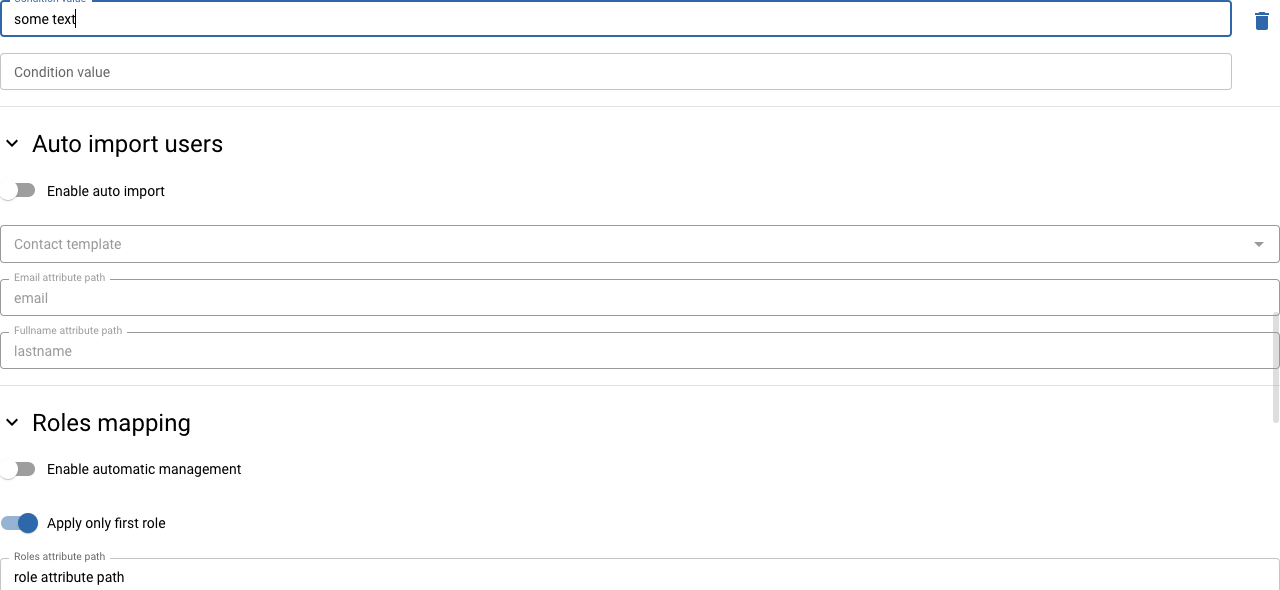 Condition value
some text
Condition value
Auto import users
Enable auto import
Contact template
Email attribute path
email
Fullname attribute path
lastname
Roles mapping
Enable automatic management
Apply only first role
Roles attribute path
role attribute path